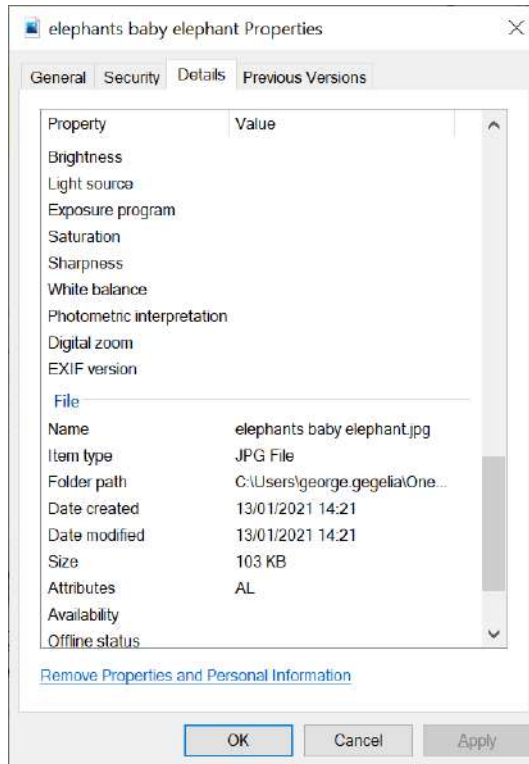 elephants baby elephant Properties
General Security Details Previous Versions
Property Value
Brightness
Light source
Exposure program
Saturation
Sharpness
White balance
Photometric interpretation
Digital zoom
EXIF version
File
Name elephants baby elephant.jpg
Item type JPG File
Folder path C:\Users\george.gegelia\One...
Date created 13/01/2021 14:21
Date modified 13/01/2021 14:21
Size 103 KB
Attributes AL
Availability
Offline status
Remove Properties and Personal Information
OK Cancel Apply